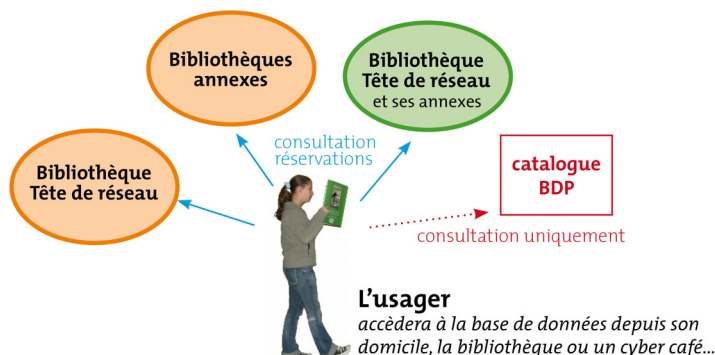 Bibliothèques
annexes
Bibliothèque
Tête de réseau
et ses annexes
consultation
réservations
Bibliothèque
Tête de réseau
catalogue
BDP
consultation uniquement
L'usager
accèdera à la base de données depuis son
domicile, la bibliothèque ou un cyber café...